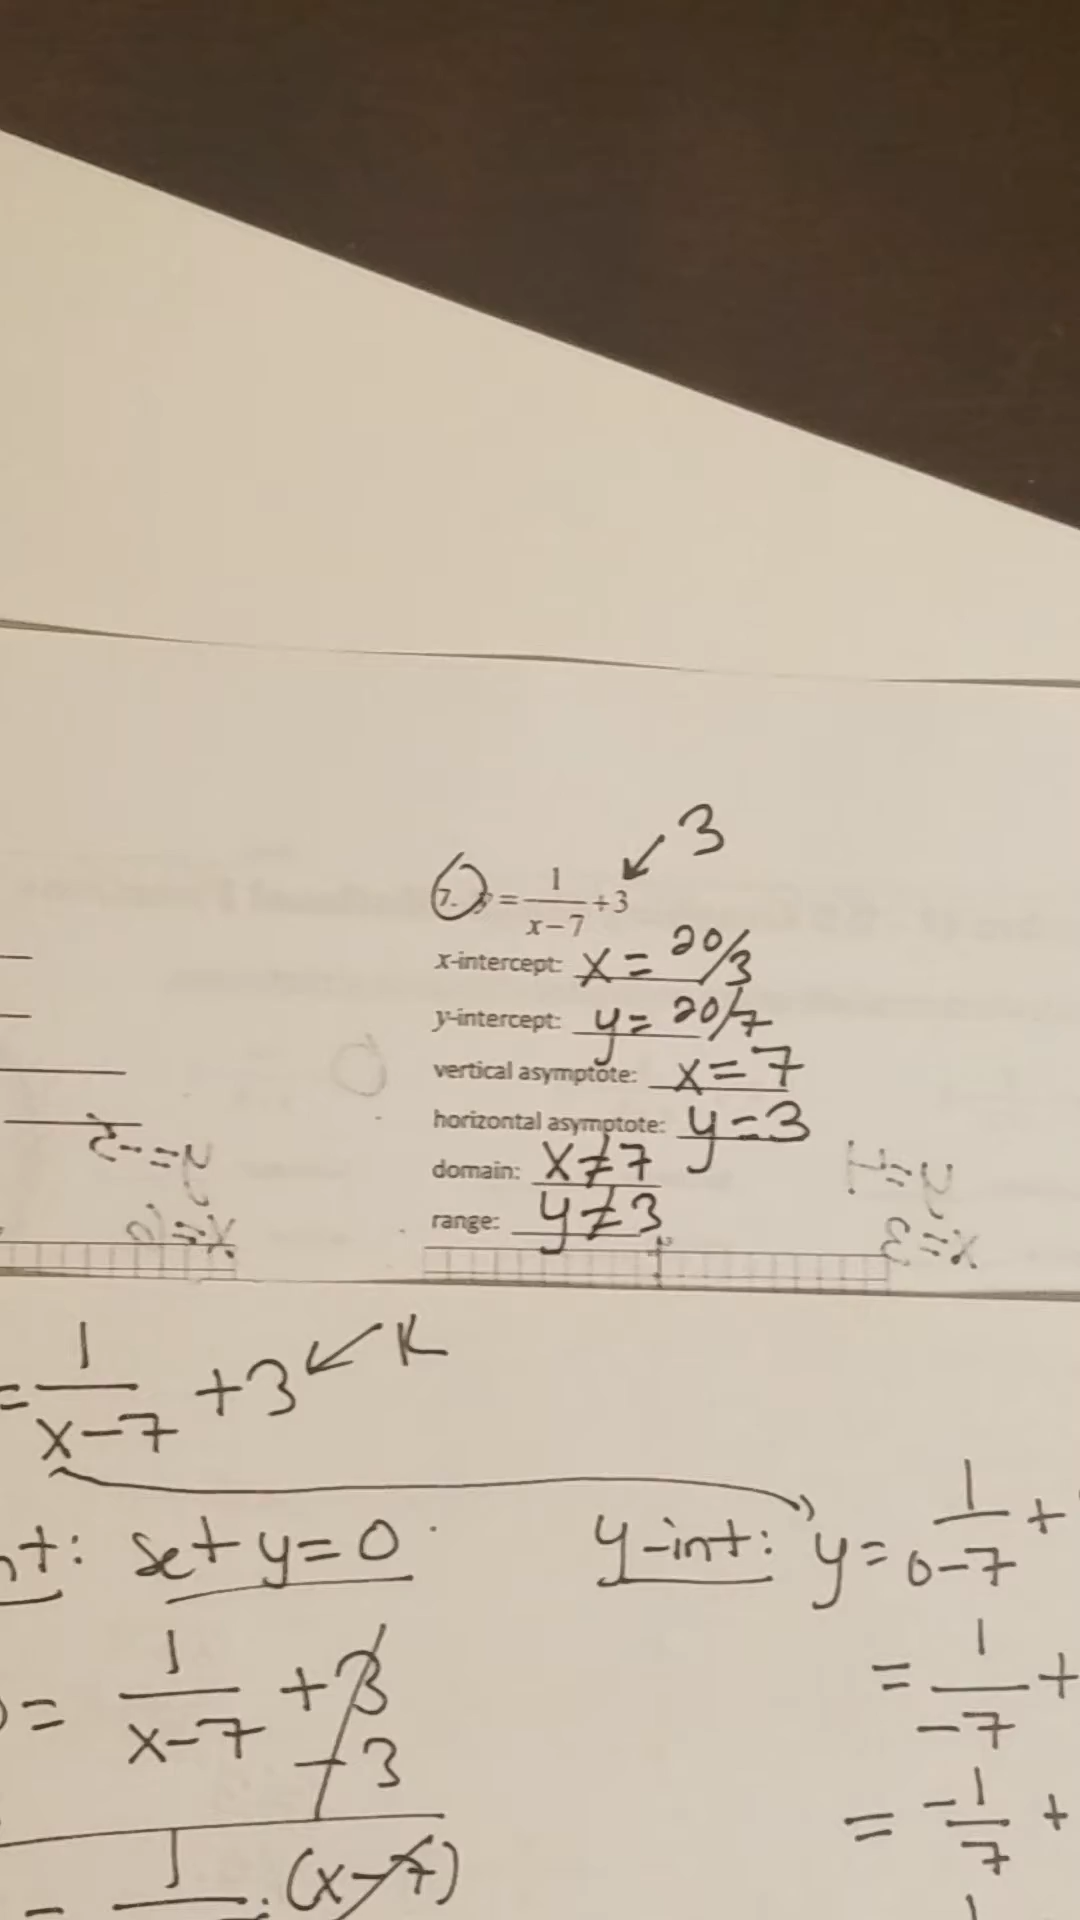 3
7. y = 1/(x-7) + 3
x-intercept: x = 20/3
y-intercept: y = 20/7
vertical asymptote: x = 7
horizontal asymptote: y = 3
domain: x ≠ 7
range: y ≠ 3
= 1/(x-7) + 3 K
nt: set y = 0
y-int: y = 1/(0-7) +
= 1/(x-7) + 3
- 3
= 1/-7 +
= -1/7 +
1 (x-7)